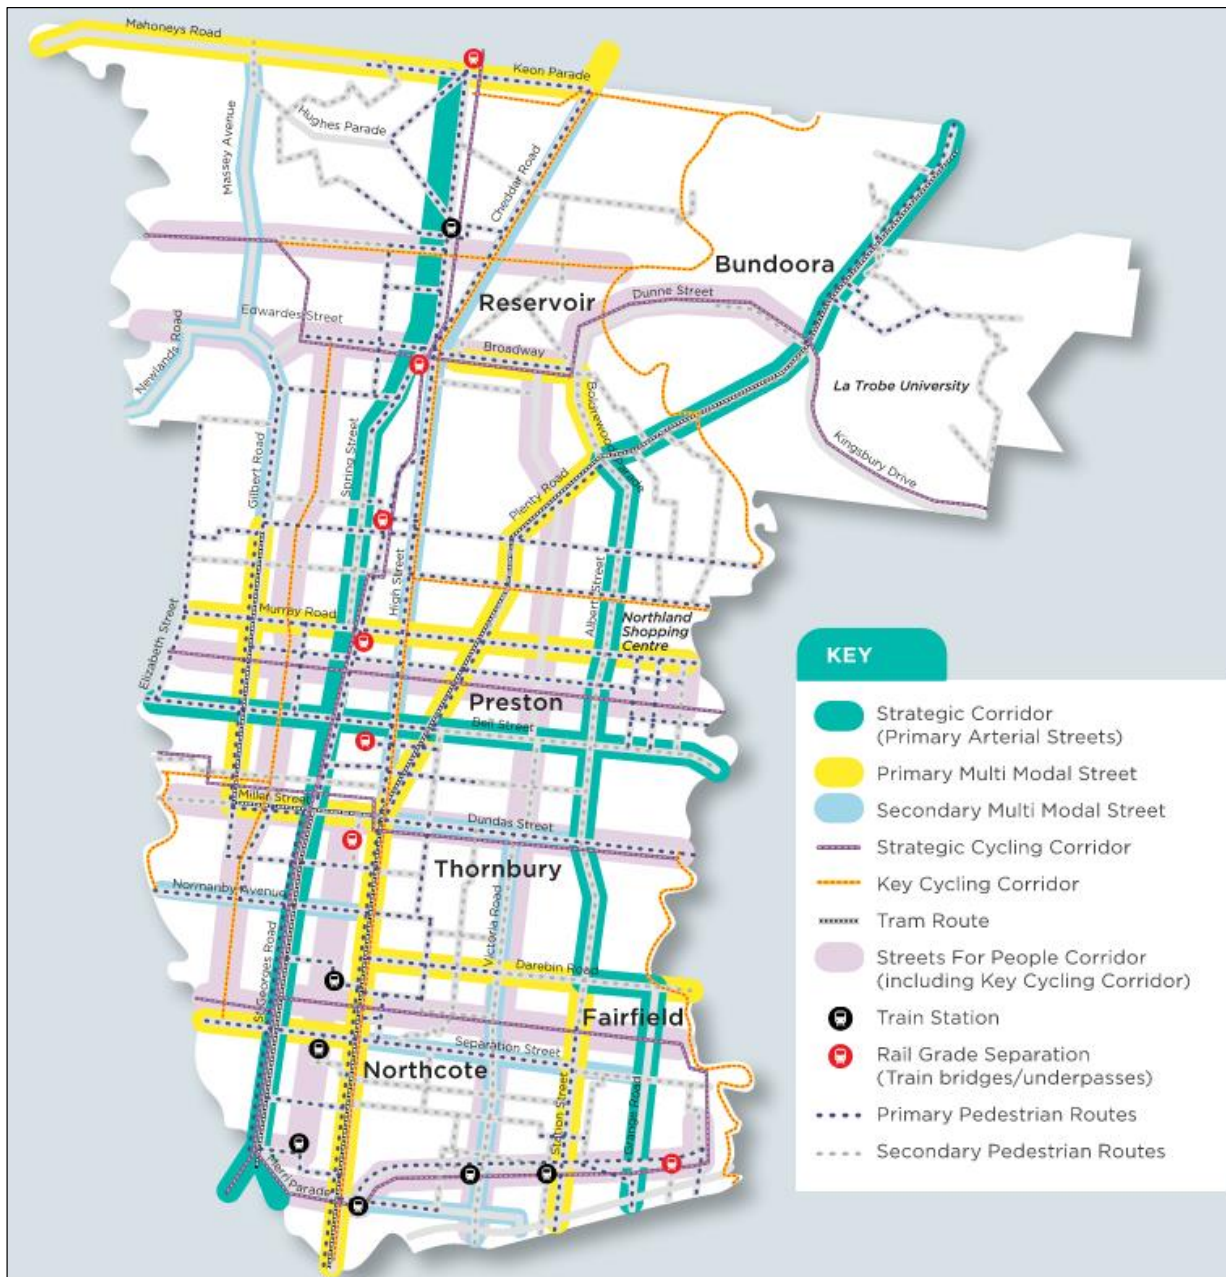 Mahoneys Road
Keon Parade
Hughes Parade
Massey Avenue
Cheddar Road
Bundoora
Dunne Street
Reservoir
Edwardes Street
Newlands Road
Broadway
La Trobe University
Boldrewood Parade
Kingsbury Drive
Gilbert Road
Spring Street
Plenty Road
High Street
Albert Street
Murray Road
Northland
Shopping
Centre
Elizabeth Street
Preston
Bell Street
Miller Street
Dundas Street
Thornbury
Normanby Avenue
Victoria Road
Darebin Road
St Georges Road
Fairfield
Separation Street
Northcote
Station Street
Grange Road
Merri Parade
KEY
Strategic Corridor
(Primary Arterial Streets)
Primary Multi Modal Street
Secondary Multi Modal Street
Strategic Cycling Corridor
Key Cycling Corridor
Tram Route
Streets For People Corridor
(including Key Cycling Corridor)
Train Station
Rail Grade Separation
(Train bridges/underpasses)
Primary Pedestrian Routes
Secondary Pedestrian Routes